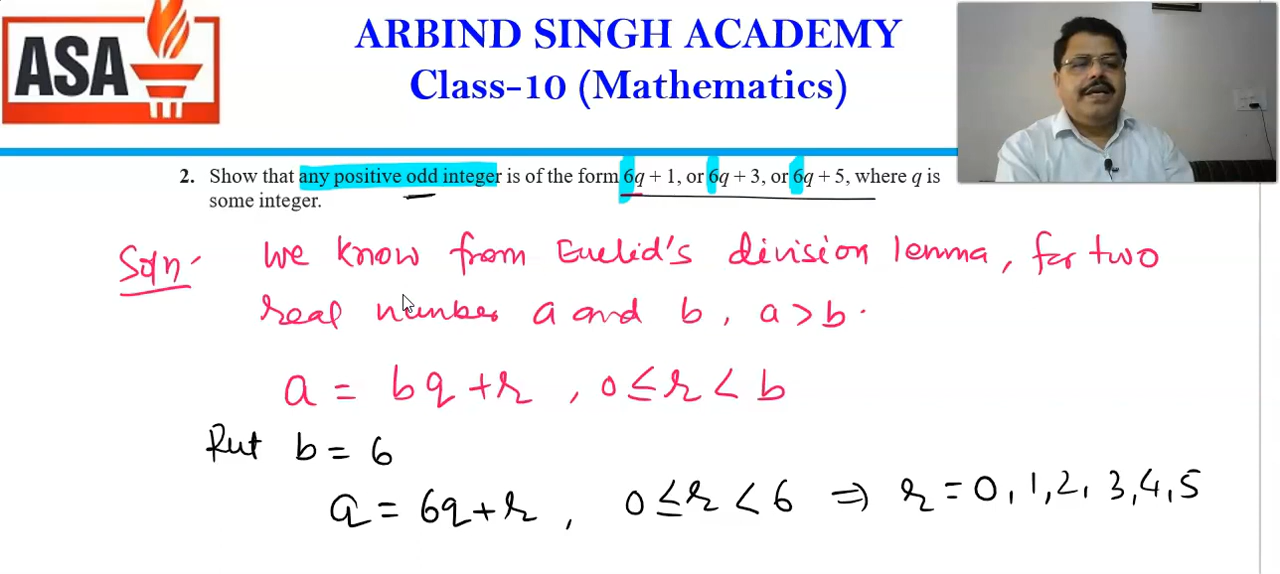 ASA
ARBIND SINGH ACADEMY
Class-10 (Mathematics)
2. Show that any positive odd integer is of the form 6q + 1, or 6q + 3, or 6q + 5, where q is
some integer.
Soln. We know from Euclid's division lemma, for two
real number a and b, a > b.
a = bq + r, 0 ≤ r < b
Put b = 6
a = 6q + r, 0 ≤ r < 6 ⇒ r = 0, 1, 2, 3, 4, 5